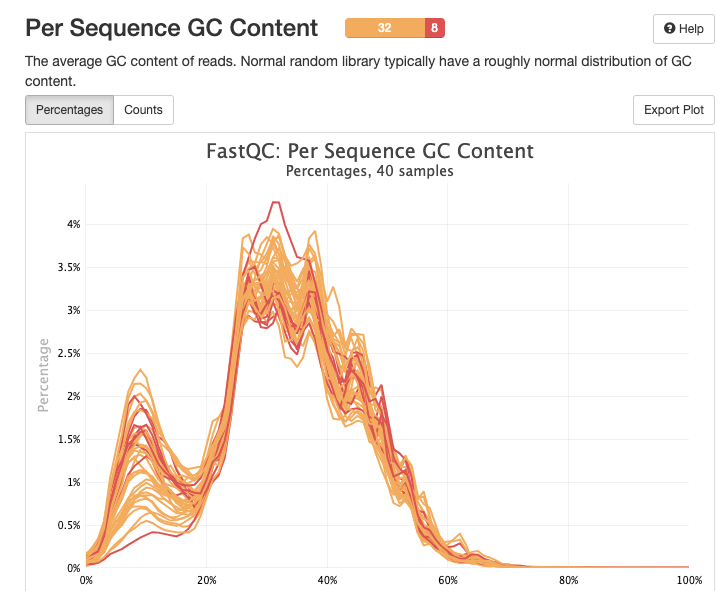 Per Sequence GC Content
32
8
Help
The average GC content of reads. Normal random library typically have a roughly normal distribution of GC
content.
Percentages
Counts
Export Plot
FastQC: Per Sequence GC Content
Percentages, 40 samples
Percentage
4%
3.5%
3%
2.5%
2%
1.5%
1%
0.5%
0%
0%
20%
40%
60%
80%
100%